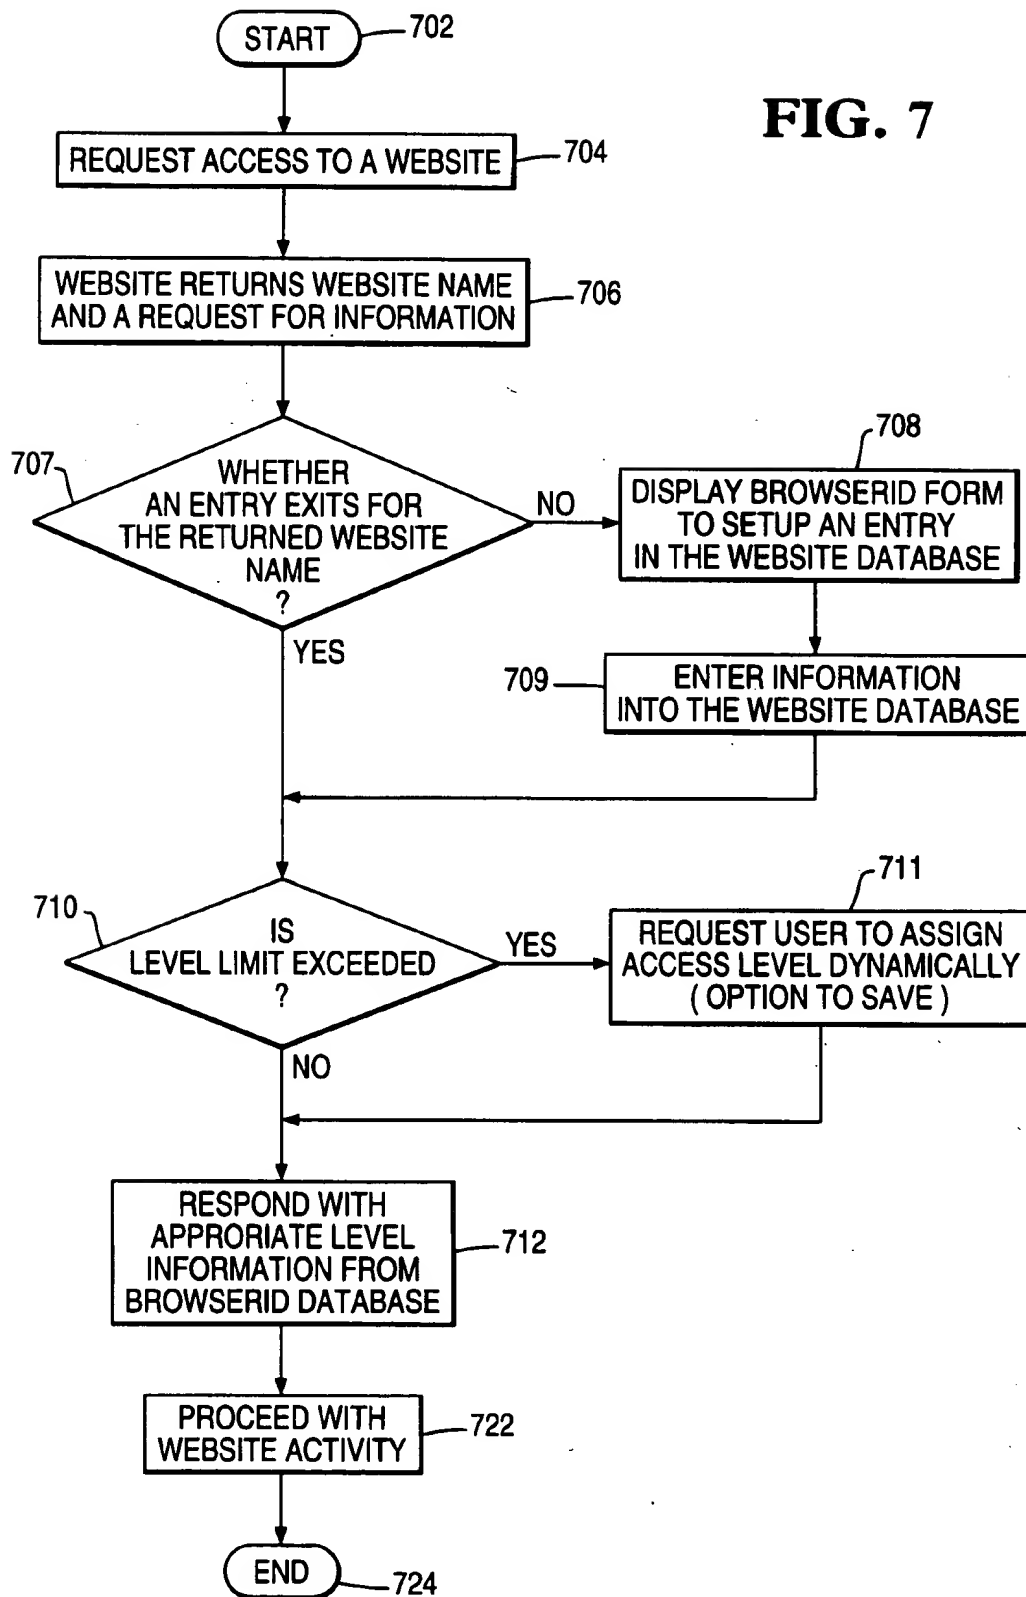 START
702
FIG. 7
REQUEST ACCESS TO A WEBSITE
704
WEBSITE RETURNS WEBSITE NAME
AND A REQUEST FOR INFORMATION
706
707
WHETHER
AN ENTRY EXITS FOR
THE RETURNED WEBSITE
NAME
?
NO
YES
708
DISPLAY BROWSERID FORM
TO SETUP AN ENTRY
IN THE WEBSITE DATABASE
709
ENTER INFORMATION
INTO THE WEBSITE DATABASE
710
IS
LEVEL LIMIT EXCEEDED
?
YES
NO
711
REQUEST USER TO ASSIGN
ACCESS LEVEL DYNAMICALLY
( OPTION TO SAVE )
RESPOND WITH
APPRORIATE LEVEL
INFORMATION FROM
BROWSERID DATABASE
712
PROCEED WITH
WEBSITE ACTIVITY
722
END
724